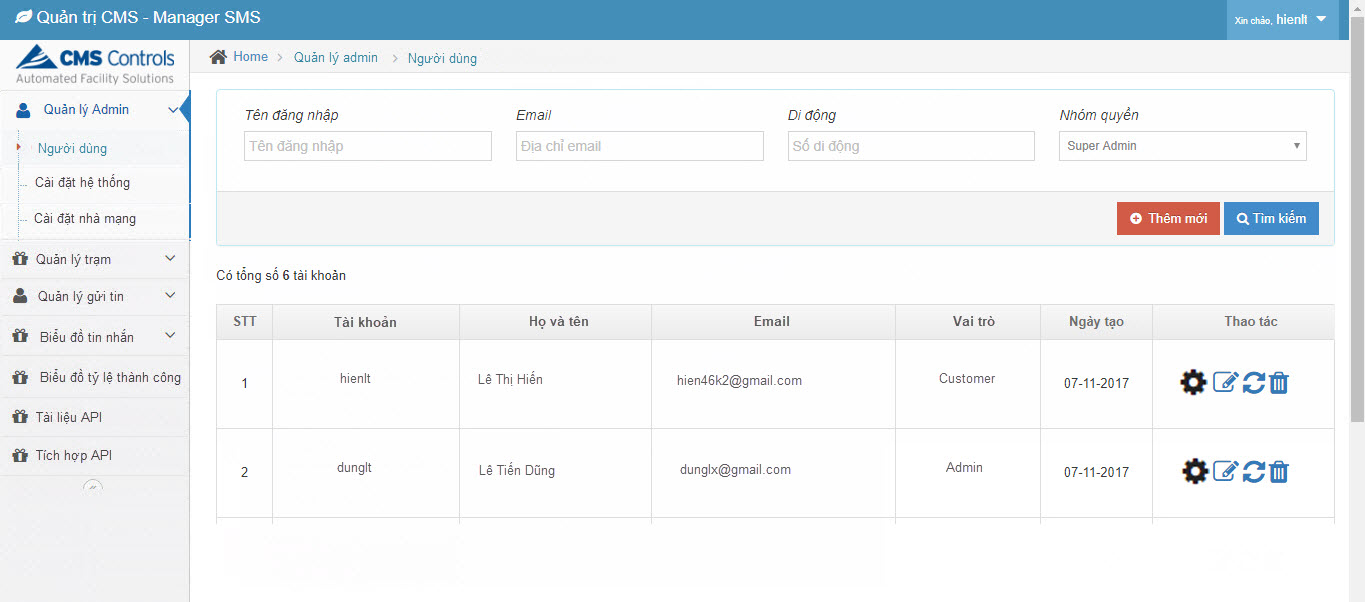 Quản trị CMS - Manager SMS
Xin chào, hienlt
CMS Controls
Automated Facility Solutions
Home > Quản lý admin > Người dùng
Quản lý Admin
Người dùng
Cài đặt hệ thống
Cài đặt nhà mạng
Quản lý trạm
Quản lý gửi tin
Biểu đồ tin nhắn
Biểu đồ tỷ lệ thành công
Tài liệu API
Tích hợp API
Tên đăng nhập Email Di động Nhóm quyền
Tên đăng nhập Địa chỉ email Số di động Super Admin
Thêm mới Tìm kiếm
Có tổng số 6 tài khoản
STT Tài khoản Họ và tên Email Vai trò Ngày tạo Thao tác
1 hienlt Lê Thị Hiến hien46k2@gmail.com Customer 07-11-2017
2 dunglt Lê Tiến Dũng dunglx@gmail.com Admin 07-11-2017